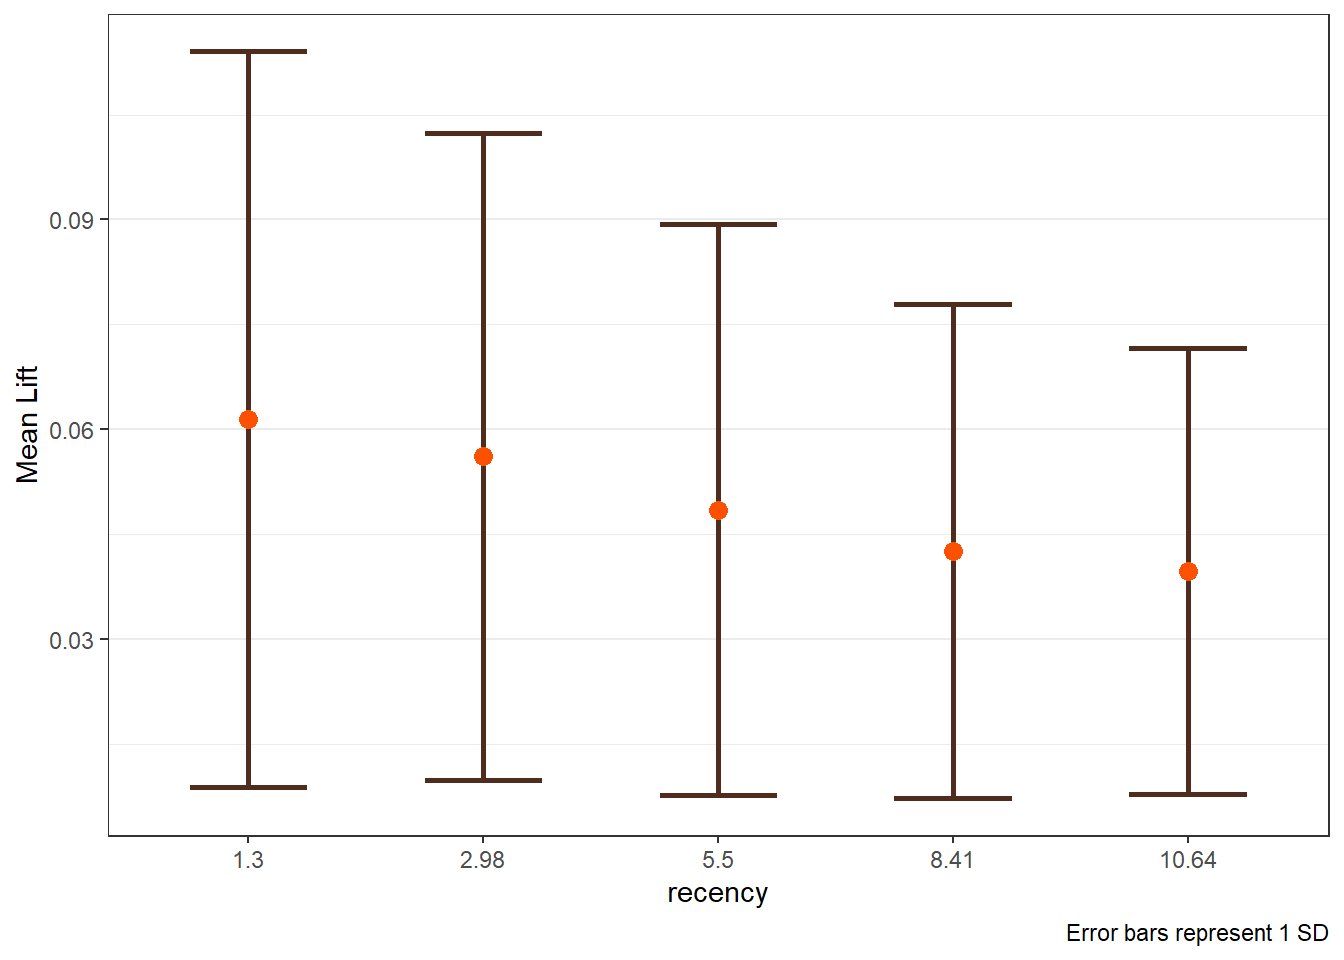 Mean Lift
0.09
0.06
0.03
1.3 2.98 5.5 8.41 10.64
recency
Error bars represent 1 SD